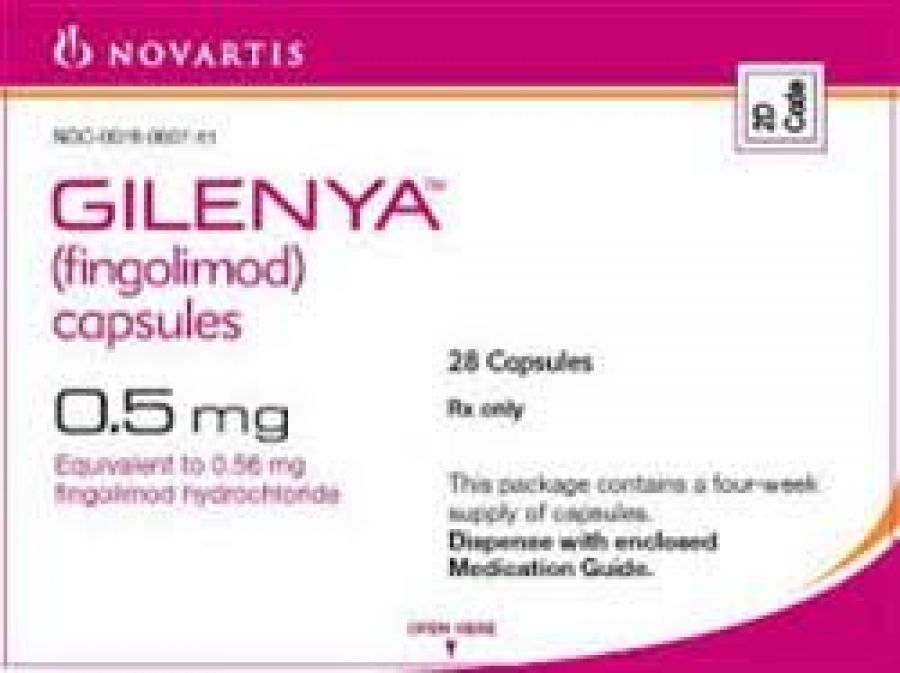 NOVARTIS
2D
Code
GILENYA™
(fingolimod)
capsules
0.5 mg
Equivalent to 0.56 mg
fingolimod hydrochloride
28 Capsules
Rx only
This package contains a four-week
supply of capsules.
Dispense with enclosed
Medication Guide.
OPEN HERE